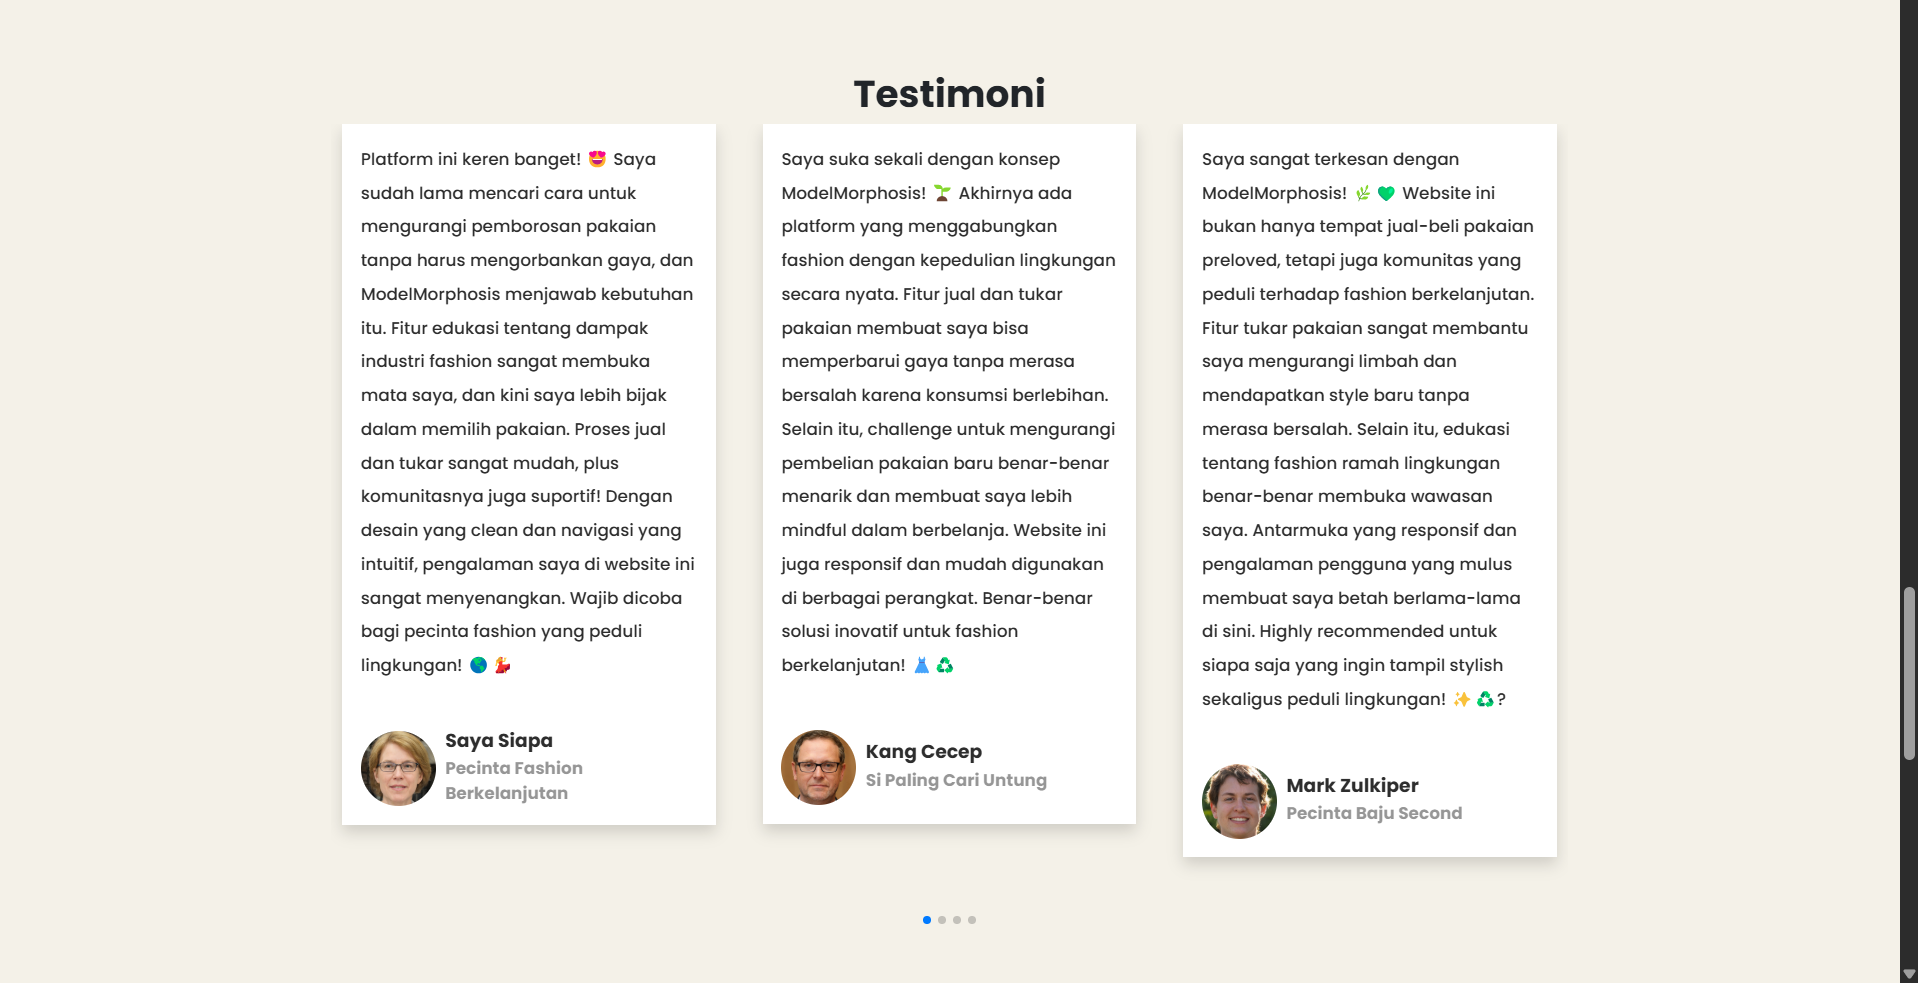 Testimoni
Platform ini keren banget! 😍 Saya
sudah lama mencari cara untuk
mengurangi pemborosan pakaian
tanpa harus mengorbankan gaya, dan
ModelMorphosis menjawab kebutuhan
itu. Fitur edukasi tentang dampak
industri fashion sangat membuka
mata saya, dan kini saya lebih bijak
dalam memilih pakaian. Proses jual
dan tukar sangat mudah, plus
komunitasnya juga suportif! Dengan
desain yang clean dan navigasi yang
intuitif, pengalaman saya di website ini
sangat menyenangkan. Wajib dicoba
bagi pecinta fashion yang peduli
lingkungan! 🌎 💃
Saya Siapa
Pecinta Fashion
Berkelanjutan
Saya suka sekali dengan konsep
ModelMorphosis! 🌱 Akhirnya ada
platform yang menggabungkan
fashion dengan kepedulian lingkungan
secara nyata. Fitur jual dan tukar
pakaian membuat saya bisa
memperbarui gaya tanpa merasa
bersalah karena konsumsi berlebihan.
Selain itu, challenge untuk mengurangi
pembelian pakaian baru benar-benar
menarik dan membuat saya lebih
mindful dalam berbelanja. Website ini
juga responsif dan mudah digunakan
di berbagai perangkat. Benar-benar
solusi inovatif untuk fashion
berkelanjutan! 👗 ♻️
Kang Cecep
Si Paling Cari Untung
Saya sangat terkesan dengan
ModelMorphosis! 🌿 💚 Website ini
bukan hanya tempat jual-beli pakaian
preloved, tetapi juga komunitas yang
peduli terhadap fashion berkelanjutan.
Fitur tukar pakaian sangat membantu
saya mengurangi limbah dan
mendapatkan style baru tanpa
merasa bersalah. Selain itu, edukasi
tentang fashion ramah lingkungan
benar-benar membuka wawasan
saya. Antarmuka yang responsif dan
pengalaman pengguna yang mulus
membuat saya betah berlama-lama
di sini. Highly recommended untuk
siapa saja yang ingin tampil stylish
sekaligus peduli lingkungan! ✨ ♻️?
Mark Zulkiper
Pecinta Baju Second